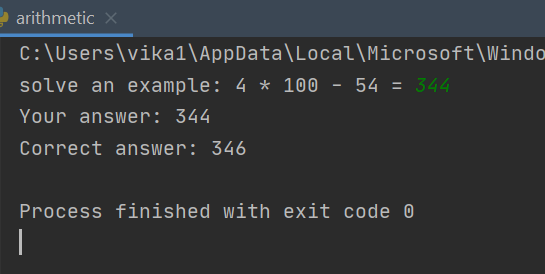 arithmetic
C:\Users\vika1\AppData\Local\Microsoft\Windo
solve an example: 4 * 100 - 54 = 344
Your answer: 344
Correct answer: 346
Process finished with exit code 0